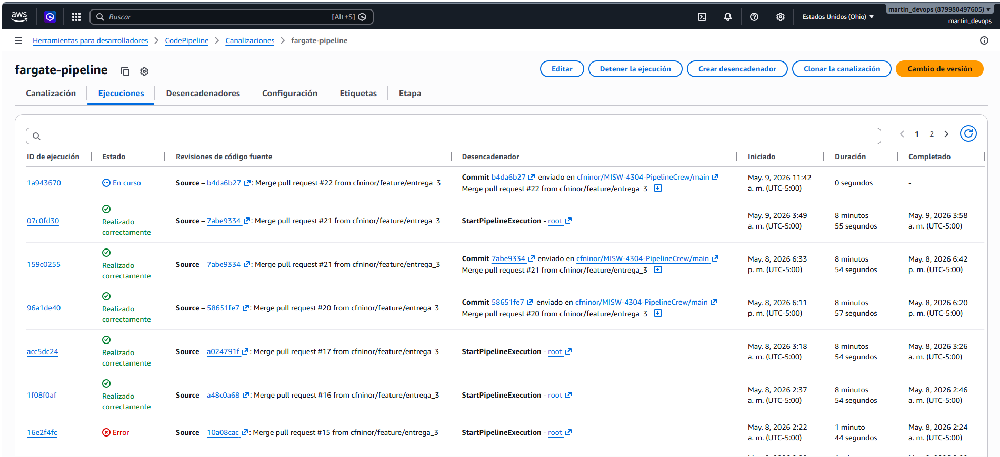 aws
Buscar [Alt+S]
Estados Unidos (Ohio)
martin_devops (879980497605)
martin_devops
Herramientas para desarrolladores CodePipeline Canalizaciones fargate-pipeline
fargate-pipeline
Editar Detener la ejecución Crear desencadenador Clonar la canalización Cambio de versión
Canalización Ejecuciones Desencadenadores Configuración Etiquetas Etapa
1 2
ID de ejecución Estado Revisiones de código fuente Desencadenador Iniciado Duración Completado
1a943670 En curso Source – b4da6b27 : Merge pull request #22 from cfninor/feature/entrega_3
Commit b4da6b27 enviado en cfninor/MISW-4304-PipelineCrew/main
Merge pull request #22 from cfninor/feature/entrega_3
May. 9, 2026 11:42
a. m. (UTC-5:00)
0 segundos
-
07c0fd30
Realizado
correctamente
Source – 7abe9334 : Merge pull request #21 from cfninor/feature/entrega_3
StartPipelineExecution - root
May. 9, 2026 3:49
a. m. (UTC-5:00)
8 minutos
55 segundos
May. 9, 2026 3:58
a. m. (UTC-5:00)
159c0255
Realizado
correctamente
Source – 7abe9334 : Merge pull request #21 from cfninor/feature/entrega_3
Commit 7abe9334 enviado en cfninor/MISW-4304-PipelineCrew/main
Merge pull request #21 from cfninor/feature/entrega_3
May. 8, 2026 6:33
p. m. (UTC-5:00)
8 minutos
54 segundos
May. 8, 2026 6:42
p. m. (UTC-5:00)
96a1de40
Realizado
correctamente
Source – 58651fe7 : Merge pull request #20 from cfninor/feature/entrega_3
Commit 58651fe7 enviado en cfninor/MISW-4304-PipelineCrew/main
Merge pull request #20 from cfninor/feature/entrega_3
May. 8, 2026 6:11
p. m. (UTC-5:00)
8 minutos
57 segundos
May. 8, 2026 6:20
p. m. (UTC-5:00)
acc5dc24
Realizado
correctamente
Source – a024791f : Merge pull request #17 from cfninor/feature/entrega_3
StartPipelineExecution - root
May. 8, 2026 3:18
a. m. (UTC-5:00)
8 minutos
54 segundos
May. 8, 2026 3:26
a. m. (UTC-5:00)
1f08f0af
Realizado
correctamente
Source – a48c0a68 : Merge pull request #16 from cfninor/feature/entrega_3
StartPipelineExecution - root
May. 8, 2026 2:37
a. m. (UTC-5:00)
8 minutos
54 segundos
May. 8, 2026 2:46
a. m. (UTC-5:00)
16e2f4fc
Error
Source – 10a08cac : Merge pull request #15 from cfninor/feature/entrega_3
StartPipelineExecution - root
May. 8, 2026 2:22
a. m. (UTC-5:00)
1 minuto
44 segundos
May. 8, 2026 2:24
a. m. (UTC-5:00)